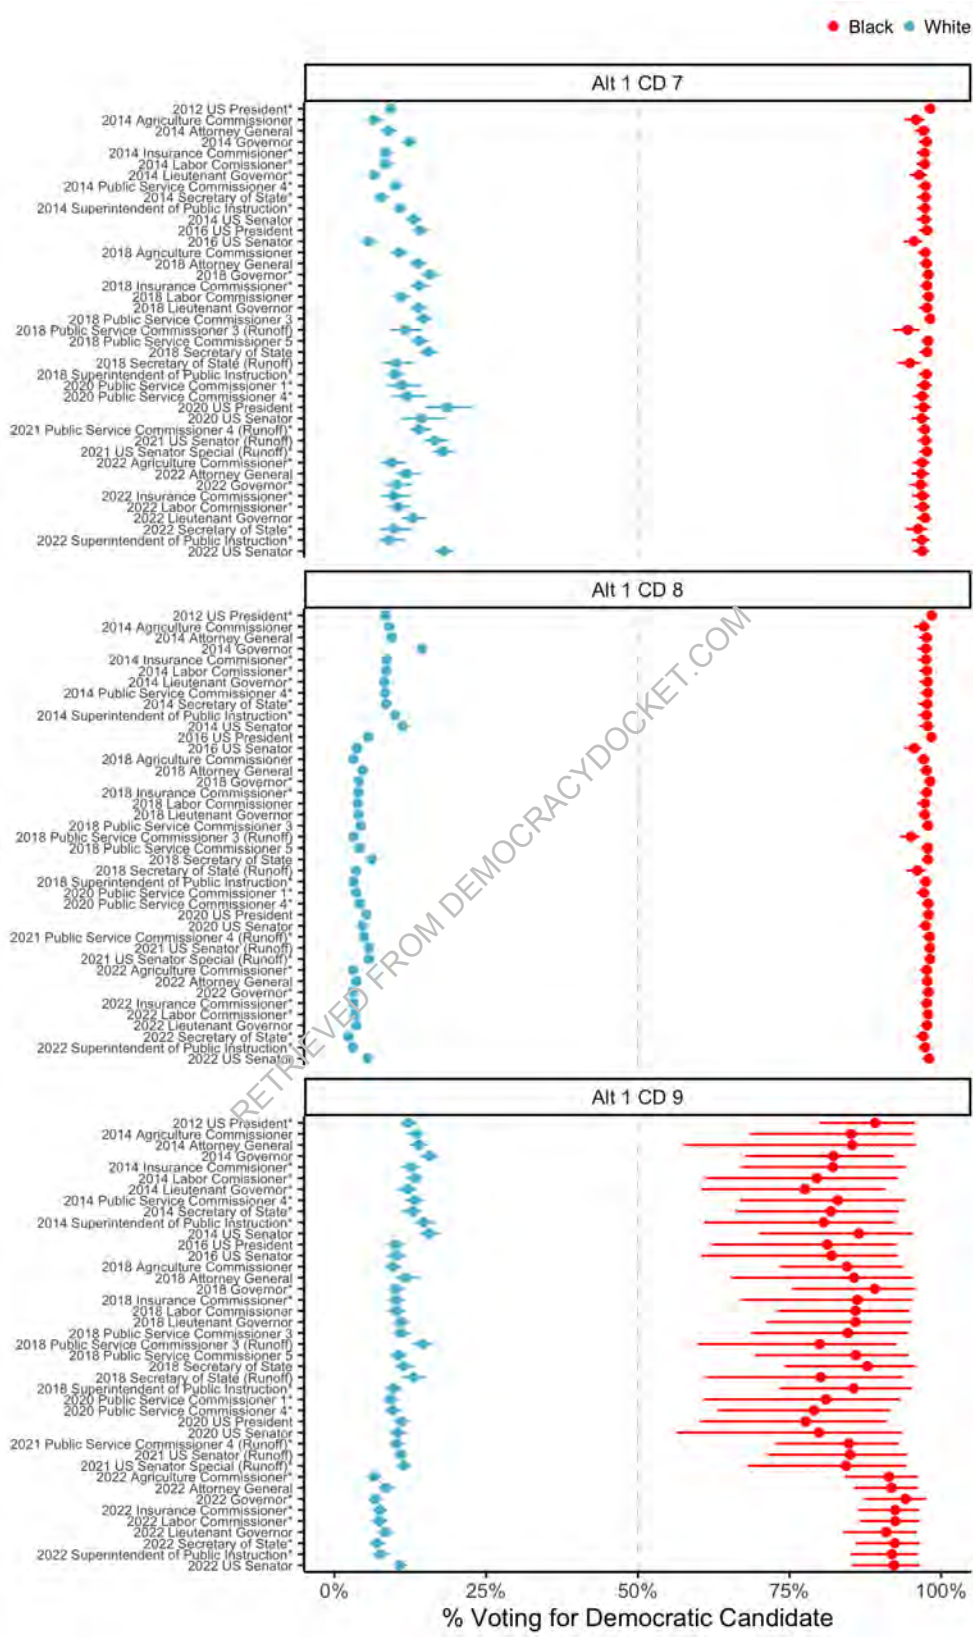 Black White
Alt 1 CD 7
2012 US President*
2014 Agriculture Commissioner
2014 Attorney General
2014 Governor
2014 Insurance Commisioner*
2014 Labor Comissioner*
2014 Lieutenant Governor*
2014 Public Service Commissioner 4*
2014 Secretary of State*
2014 Superintendent of Public Instruction*
2014 US Senator
2016 US President
2016 US Senator
2018 Agriculture Commissioner
2018 Attorney General
2018 Governor*
2018 Insurance Commissioner*
2018 Labor Commissioner
2018 Lieutenant Governor
2018 Public Service Commissioner 3
2018 Public Service Commissioner 3 (Runoff)
2018 Public Service Commissioner 5
2018 Secretary of State
2018 Secretary of State (Runoff)
2018 Superintendent of Public Instruction*
2020 Public Service Commissioner 1*
2020 Public Service Commissioner 4*
2020 US President
2020 US Senator
2021 Public Service Commissioner 4 (Runoff)*
2021 US Senator (Runoff)
2021 US Senator Special (Runoff)*
2022 Agriculture Commissioner*
2022 Attorney General
2022 Governor*
2022 Insurance Commissioner*
2022 Labor Commissioner*
2022 Lieutenant Governor
2022 Secretary of State*
2022 Superintendent of Public Instruction*
2022 US Senator
Alt 1 CD 8
2012 US President*
2014 Agriculture Commissioner
2014 Attorney General
2014 Governor
2014 Insurance Commisioner*
2014 Labor Comissioner*
2014 Lieutenant Governor*
2014 Public Service Commissioner 4*
2014 Secretary of State*
2014 Superintendent of Public Instruction*
2014 US Senator
2016 US President
2016 US Senator
2018 Agriculture Commissioner
2018 Attorney General
2018 Governor*
2018 Insurance Commissioner*
2018 Labor Commissioner
2018 Lieutenant Governor
2018 Public Service Commissioner 3
2018 Public Service Commissioner 3 (Runoff)
2018 Public Service Commissioner 5
2018 Secretary of State
2018 Secretary of State (Runoff)
2018 Superintendent of Public Instruction*
2020 Public Service Commissioner 1*
2020 Public Service Commissioner 4*
2020 US President
2020 US Senator
2021 Public Service Commissioner 4 (Runoff)*
2021 US Senator (Runoff)
2021 US Senator Special (Runoff)*
2022 Agriculture Commissioner*
2022 Attorney General
2022 Governor*
2022 Insurance Commissioner*
2022 Labor Commissioner*
2022 Lieutenant Governor
2022 Secretary of State*
2022 Superintendent of Public Instruction*
2022 US Senator
RETRIEVED FROM DEMOCRACYDOCKET.COM
Alt 1 CD 9
2012 US President*
2014 Agriculture Commissioner
2014 Attorney General
2014 Governor
2014 Insurance Commisioner*
2014 Labor Comissioner*
2014 Lieutenant Governor*
2014 Public Service Commissioner 4*
2014 Secretary of State*
2014 Superintendent of Public Instruction*
2014 US Senator
2016 US President
2016 US Senator
2018 Agriculture Commissioner
2018 Attorney General
2018 Governor*
2018 Insurance Commissioner*
2018 Labor Commissioner
2018 Lieutenant Governor
2018 Public Service Commissioner 3
2018 Public Service Commissioner 3 (Runoff)
2018 Public Service Commissioner 5
2018 Secretary of State
2018 Secretary of State (Runoff)
2018 Superintendent of Public Instruction*
2020 Public Service Commissioner 1*
2020 Public Service Commissioner 4*
2020 US President
2020 US Senator
2021 Public Service Commissioner 4 (Runoff)*
2021 US Senator (Runoff)
2021 US Senator Special (Runoff)*
2022 Agriculture Commissioner*
2022 Attorney General
2022 Governor*
2022 Insurance Commissioner*
2022 Labor Commissioner*
2022 Lieutenant Governor
2022 Secretary of State*
2022 Superintendent of Public Instruction*
2022 US Senator
0% 25% 50% 75% 100%
% Voting for Democratic Candidate